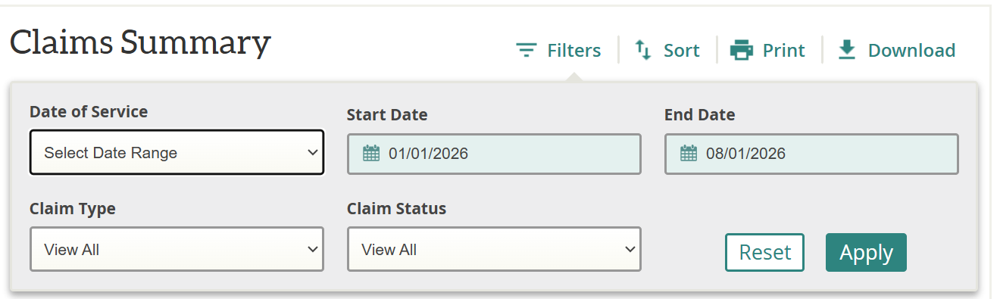 Claims Summary
Filters
Sort
Print
Download
Date of Service
Start Date
End Date
Select Date Range
01/01/2026
08/01/2026
Claim Type
Claim Status
View All
View All
Reset
Apply